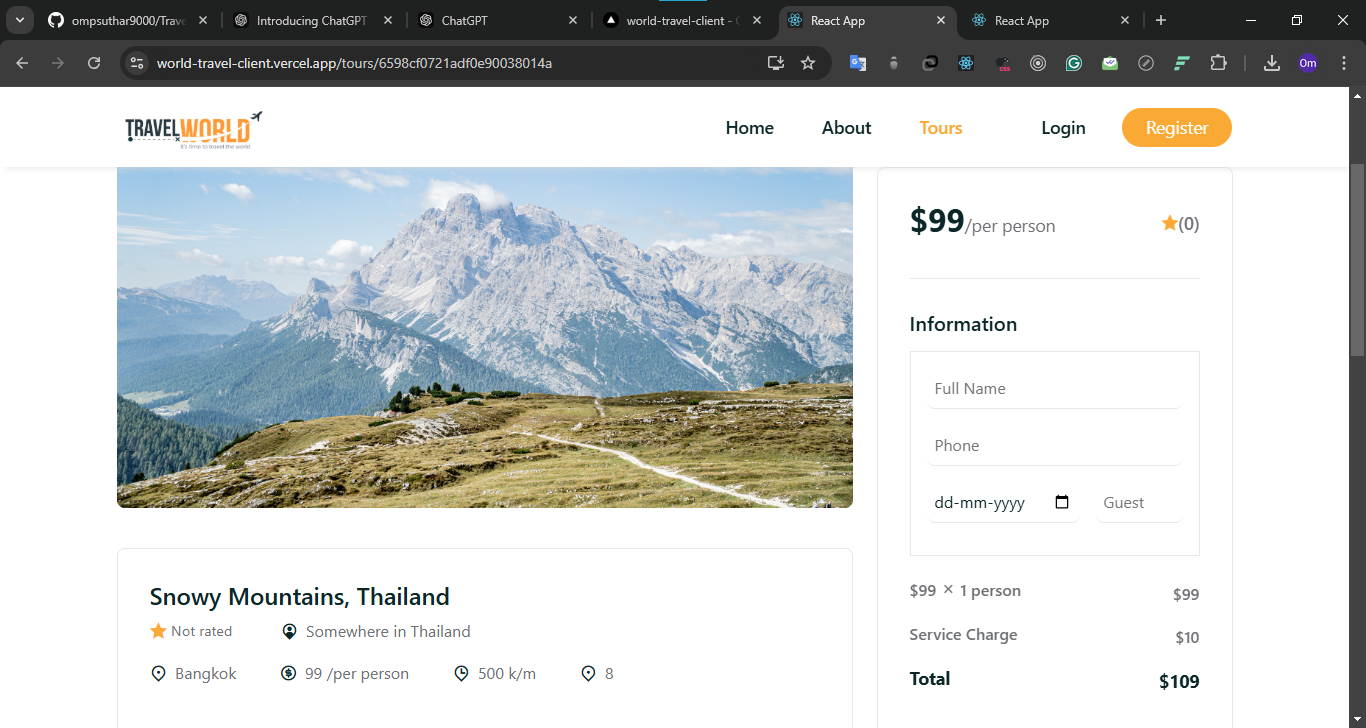 ompsuthar9000/Trave
Introducing ChatGPT
ChatGPT
world-travel-client - 
React App
React App
world-travel-client.vercel.app/tours/6598cf0721adf0e90038014a
Om
TRAVELWORLD
It's time to travel the world
Home
About
Tours
Login
Register
$99/per person
(0)
Information
Full Name
Phone
dd-mm-yyyy
Guest
$99 × 1 person
$99
Service Charge
$10
Total
$109
Snowy Mountains, Thailand
Not rated
Somewhere in Thailand
Bangkok
99 /per person
500 k/m
8